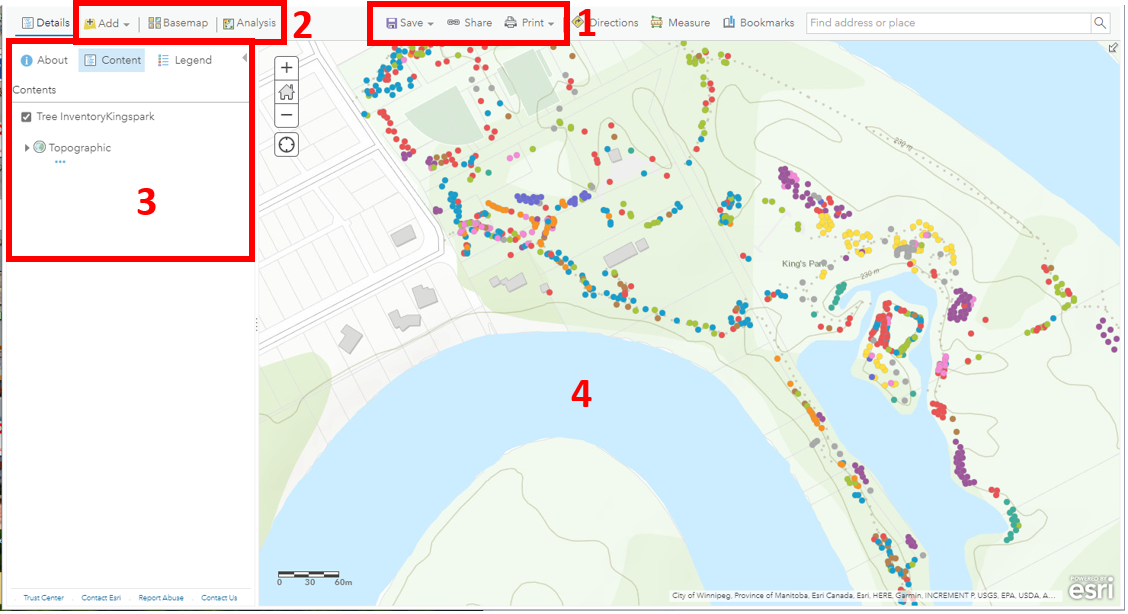 Details Add Basemap Analysis 2 Save Share Print 1 Directions Measure Bookmarks Find address or place
About Content Legend
Contents
Tree InventoryKingspark
Topographic
3
4
230 m
King's Park
230 m
0 30 60m
POWERED BY
esri
City of Winnipeg, Province of Manitoba, Esri Canada, Esri, HERE, Garmin, INCREMENT P, USGS, EPA, USDA, A...
Trust Center Contact Esri Report Abuse Contact Us